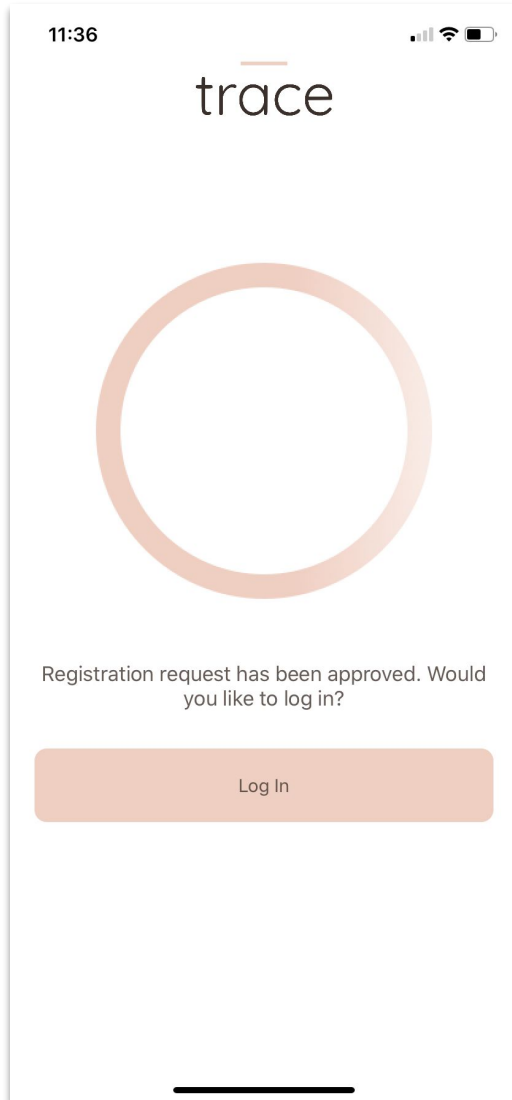 11:36
trace
Registration request has been approved. Would
you like to log in?
Log In